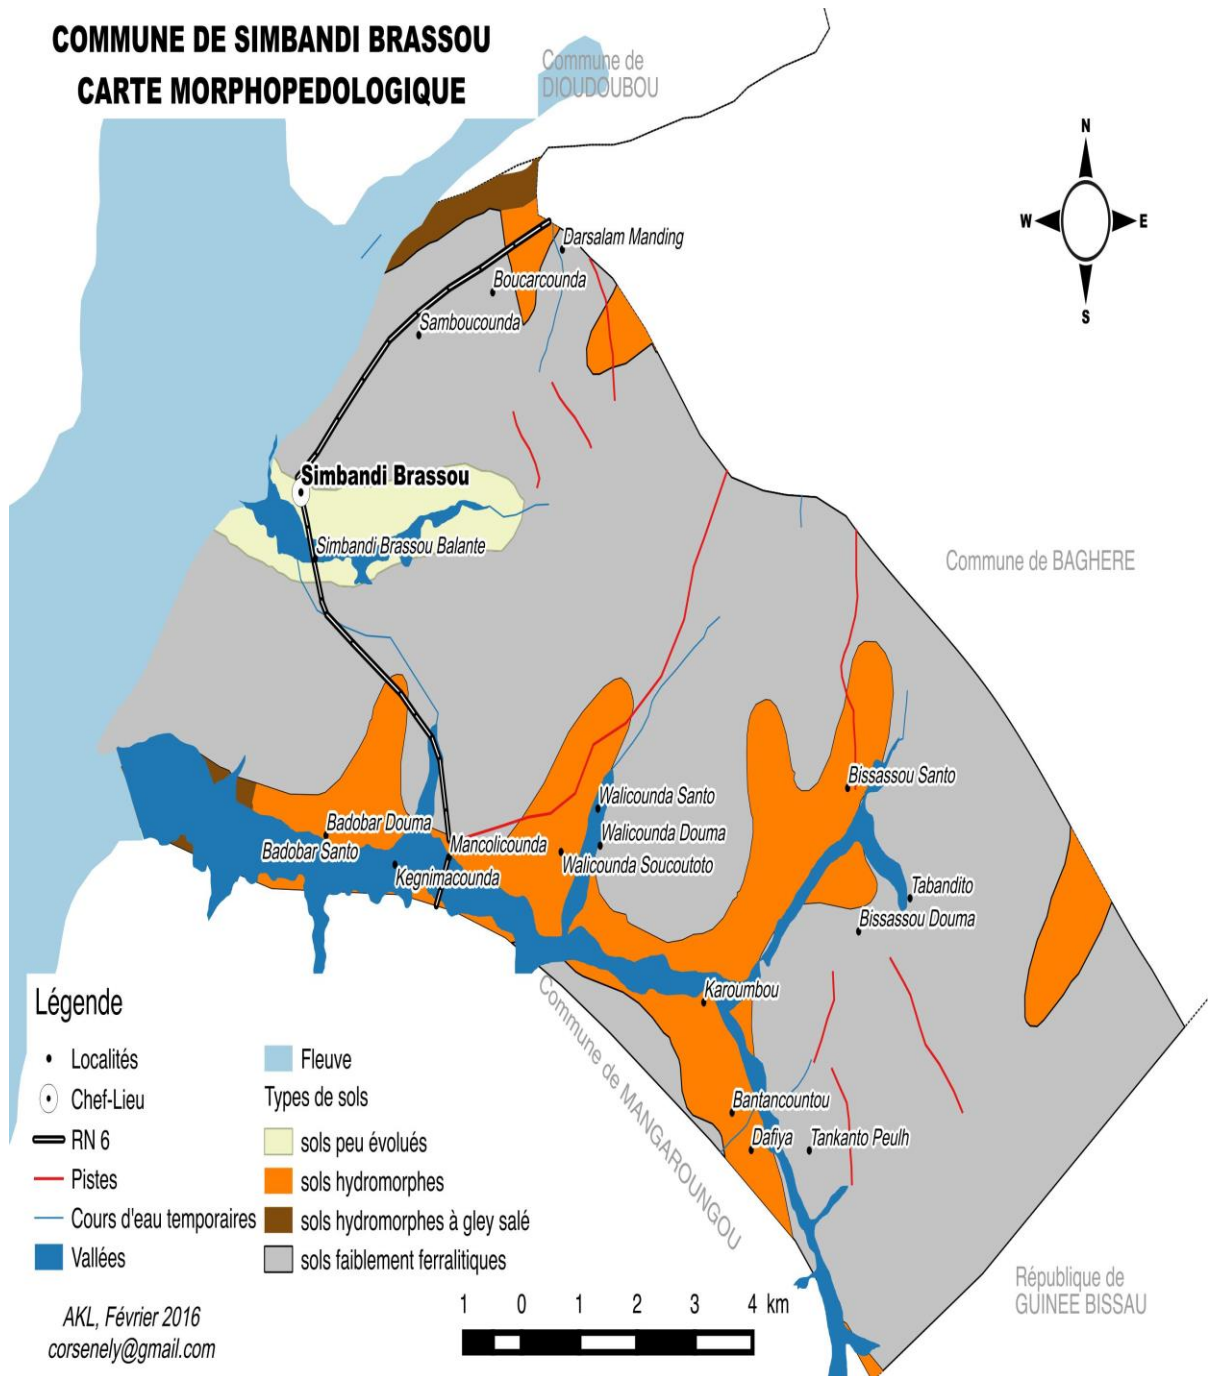 COMMUNE DE SIMBANDI BRASSOU
CARTE MORPHOPEDOLOGIQUE
Commune de
DIOUDOUBOU
N
W
E
S
Darsalam Manding
Boucarcounda
Samboucounda
Simbandi Brassou
Simbandi Brassou Balante
Commune de BAGHERE
Bissassou Santo
Walicounda Santo
Badobar Douma
Walicounda Douma
Badobar Santo
Mancolicounda
Walicounda Soucoutoto
Kegnimacounda
Tabandito
Bissassou Douma
Karoumbou
Commune de MANGAROUNGOU
Bantancountou
Dafiya
Tankanto Peulh
République de
GUINEE BISSAU
Légende
Localités
Chef-Lieu
RN 6
Pistes
Cours d'eau temporaires
Vallées
Fleuve
Types de sols
sols peu évolués
sols hydromorphes
sols hydromorphes à gley salé
sols faiblement ferralitiques
AKL, Février 2016
corsenely@gmail.com
1 0 1 2 3 4 km